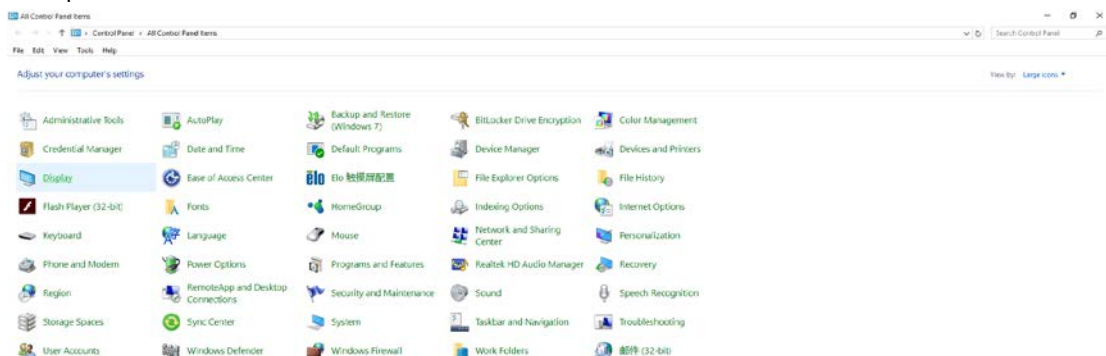 All Control Panel Items
Control Panel › All Control Panel Items
Search Control Panel
File Edit View Tools Help
Adjust your computer's settings
View by: Large icons
Administrative Tools
AutoPlay
Backup and Restore
(Windows 7)
BitLocker Drive Encryption
Color Management
Credential Manager
Date and Time
Default Programs
Device Manager
Devices and Printers
Display
Ease of Access Center
elo Elo 触摸屏配置
File Explorer Options
File History
Flash Player (32-bit)
Fonts
HomeGroup
Indexing Options
Internet Options
Keyboard
Language
Mouse
Network and Sharing
Center
Personalization
Phone and Modem
Power Options
Programs and Features
Realtek HD Audio Manager
Recovery
Region
RemoteApp and Desktop
Connections
Security and Maintenance
Sound
Speech Recognition
Storage Spaces
Sync Center
System
Taskbar and Navigation
Troubleshooting
User Accounts
Windows Defender
Windows Firewall
Work Folders
邮件 (32-bit)